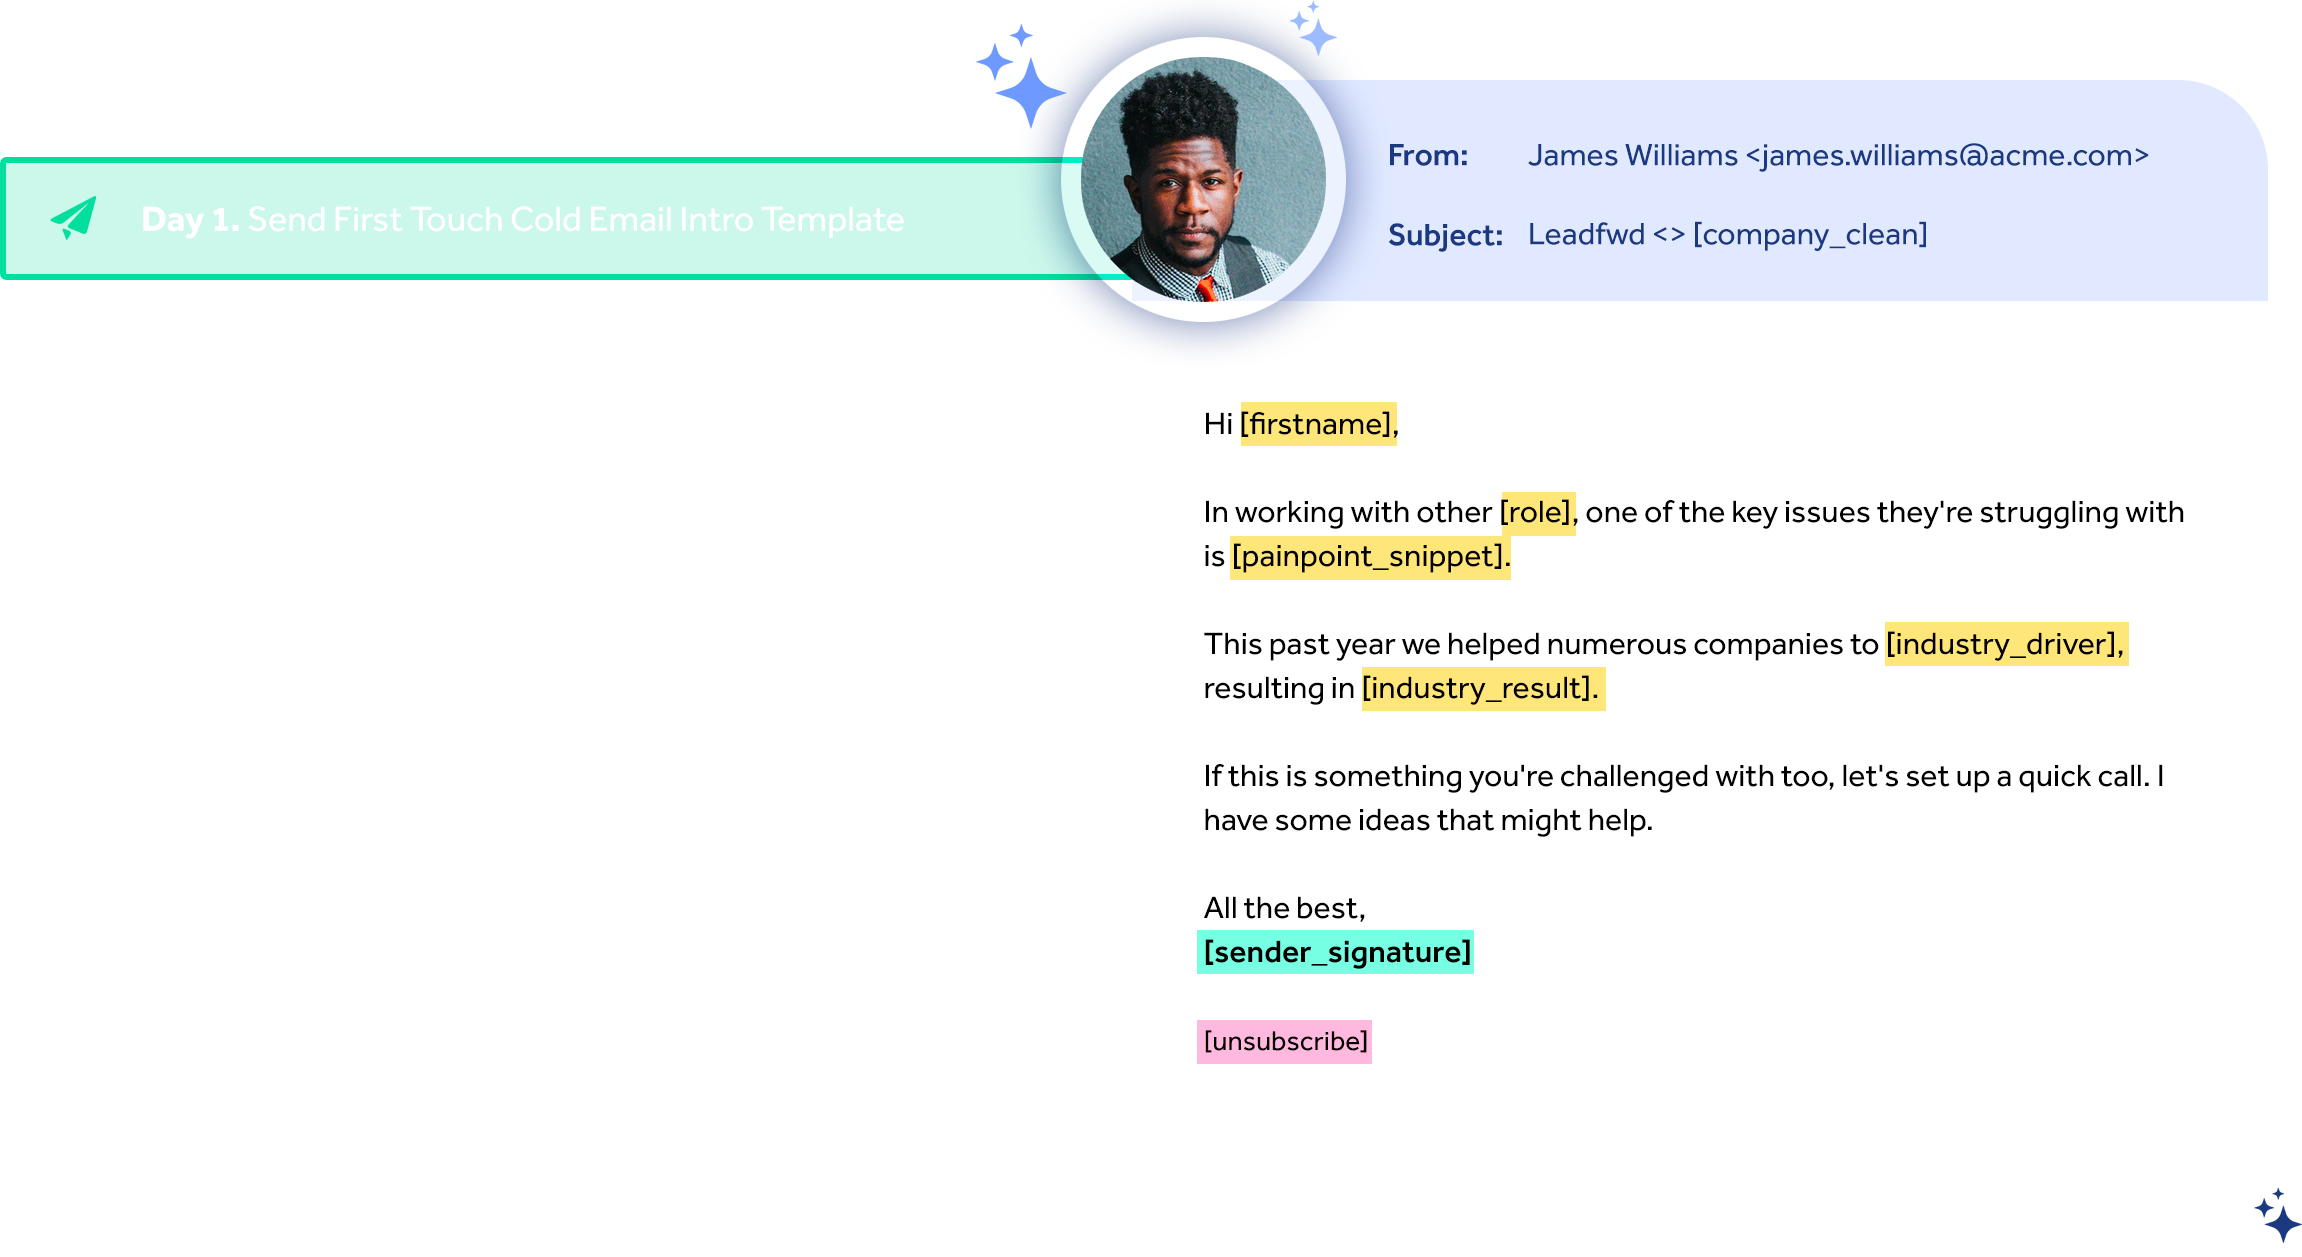 Day 1. Send First Touch Cold Email Intro Template
From: James Williams <james.williams@acme.com>
Subject: Leadfwd <> [company_clean]
Hi [firstname],
In working with other [role], one of the key issues they're struggling with
is [painpoint_snippet].
This past year we helped numerous companies to [industry_driver],
resulting in [industry_result].
If this is something you're challenged with too, let's set up a quick call. I
have some ideas that might help.
All the best,
[sender_signature]
[unsubscribe]